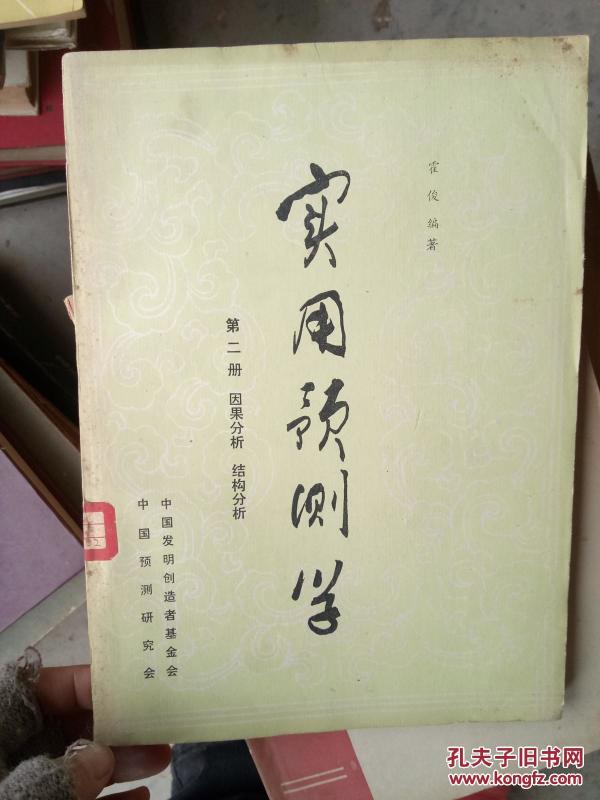 霍俊编著
实用预测学
第二册 因果分析 结构分析
中国发明创造者基金会
中国预测研究会
2
孔夫子旧书网
www.kongfz.com